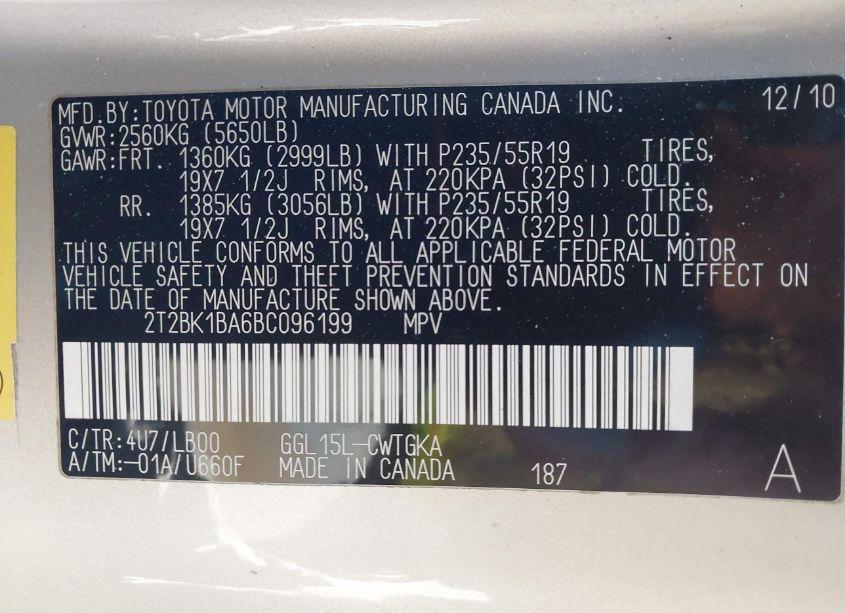 MFD.BY:TOYOTA MOTOR MANUFACTURING CANADA INC. 12/10
GVWR:2560KG (5650LB)
GAWR:FRT. 1360KG (2999LB) WITH P235/55R19 TIRES,
19X7 1/2J RIMS, AT 220KPA (32PSI) COLD.
RR. 1385KG (3056LB) WITH P235/55R19 TIRES,
19X7 1/2J RIMS, AT 220KPA (32PSI) COLD.
THIS VEHICLE CONFORMS TO ALL APPLICABLE FEDERAL MOTOR
VEHICLE SAFETY AND THEFT PREVENTION STANDARDS IN EFFECT ON
THE DATE OF MANUFACTURE SHOWN ABOVE.
2T2BK1BA6BC096199 MPV
C/TR:4U7/LB00 GGL15L-CWTGKA
A/TM:-01A/U660F MADE IN CANADA 187 A